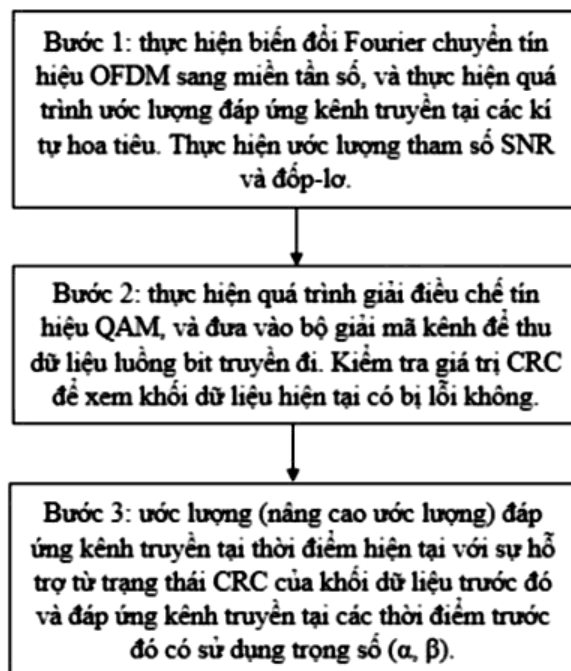 Bước 1: thực hiện biến đổi Fourier chuyển tín
hiệu OFDM sang miền tần số, và thực hiện quá
trình ước lượng đáp ứng kênh truyền tại các kí
tự hoa tiêu. Thực hiện ước lượng tham số SNR
và đốp-lơ.
Bước 2: thực hiện quá trình giải điều chế tín
hiệu QAM, và đưa vào bộ giải mã kênh để thu
dữ liệu luồng bit truyền đi. Kiểm tra giá trị CRC
để xem khối dữ liệu hiện tại có bị lỗi không.
Bước 3: ước lượng (nâng cao ước lượng) đáp
ứng kênh truyền tại thời điểm hiện tại với sự hỗ
trợ từ trạng thái CRC của khối dữ liệu trước đó
và đáp ứng kênh truyền tại các thời điểm trước
đó có sử dụng trọng số (α, β).